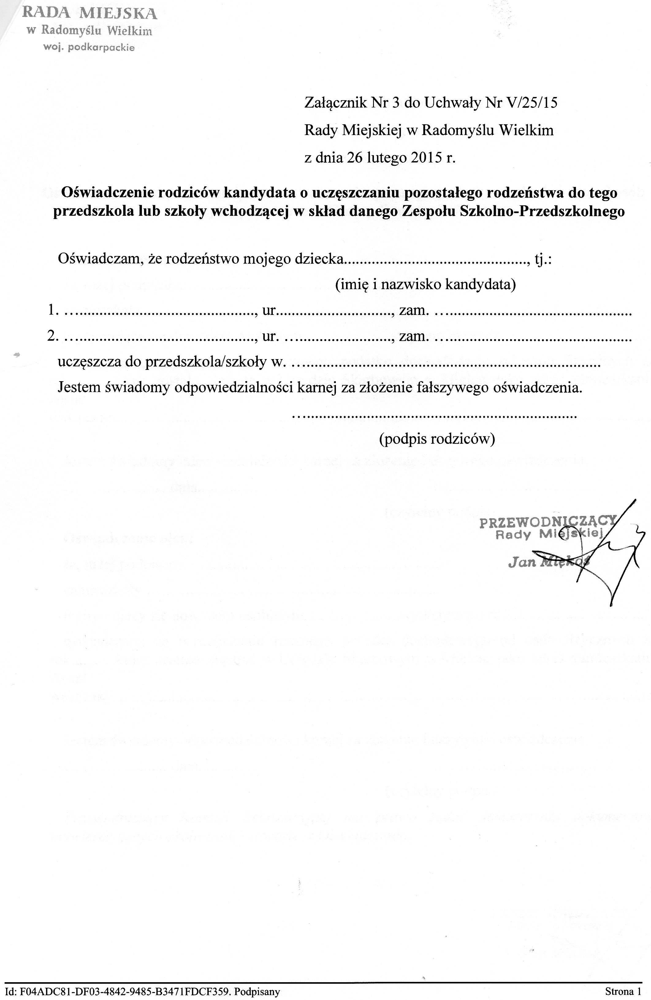 RADA MIEJSKA
w Radomyślu Wielkim
woj. podkarpackie
Załącznik Nr 3 do Uchwały Nr V/25/15
Rady Miejskiej w Radomyślu Wielkim
z dnia 26 lutego 2015 r.
Oświadczenie rodziców kandydata o uczęszczaniu pozostałego rodzeństwa do tego
przedszkola lub szkoły wchodzącej w skład danego Zespołu Szkolno-Przedszkolnego
Oświadczam, że rodzeństwo mojego dziecka..............................................., tj.:
(imię i nazwisko kandydata)
1. ................................................., ur.............................., zam. ...................................................
2. ................................................., ur. ............................, zam. ...................................................
uczęszcza do przedszkola/szkoły w. ................................................................................
Jestem świadomy odpowiedzialności karnej za złożenie fałszywego oświadczenia.
..........................................................................
(podpis rodziców)
PRZEWODNICZĄCY
Rady Miejskiej
Jan Miękoś
Id: F04ADC81-DF03-4842-9485-B3471FDCF359. Podpisany Strona 1